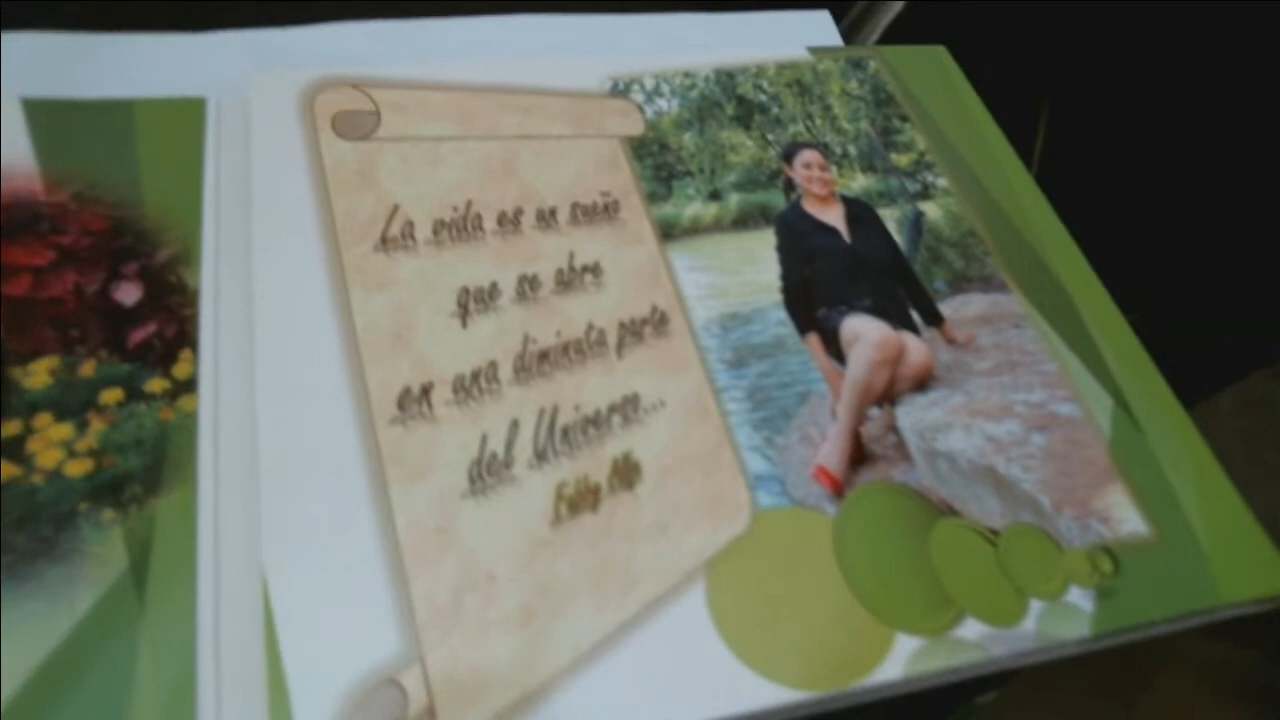 La vida es un sueño
que se abre
en una diminuta parte
del Universo...